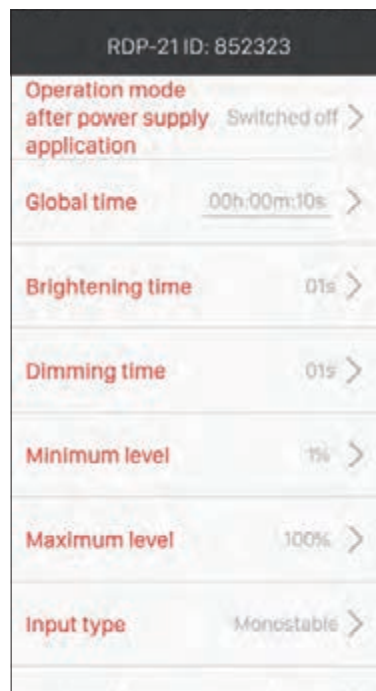 RDP-21 ID: 852323
Operation mode
after power supply Switched off
application
Global time 00h:00m:10s
Brightening time 01s
Dimming time 01s
Minimum level 1%
Maximum level 100%
Input type Monostable